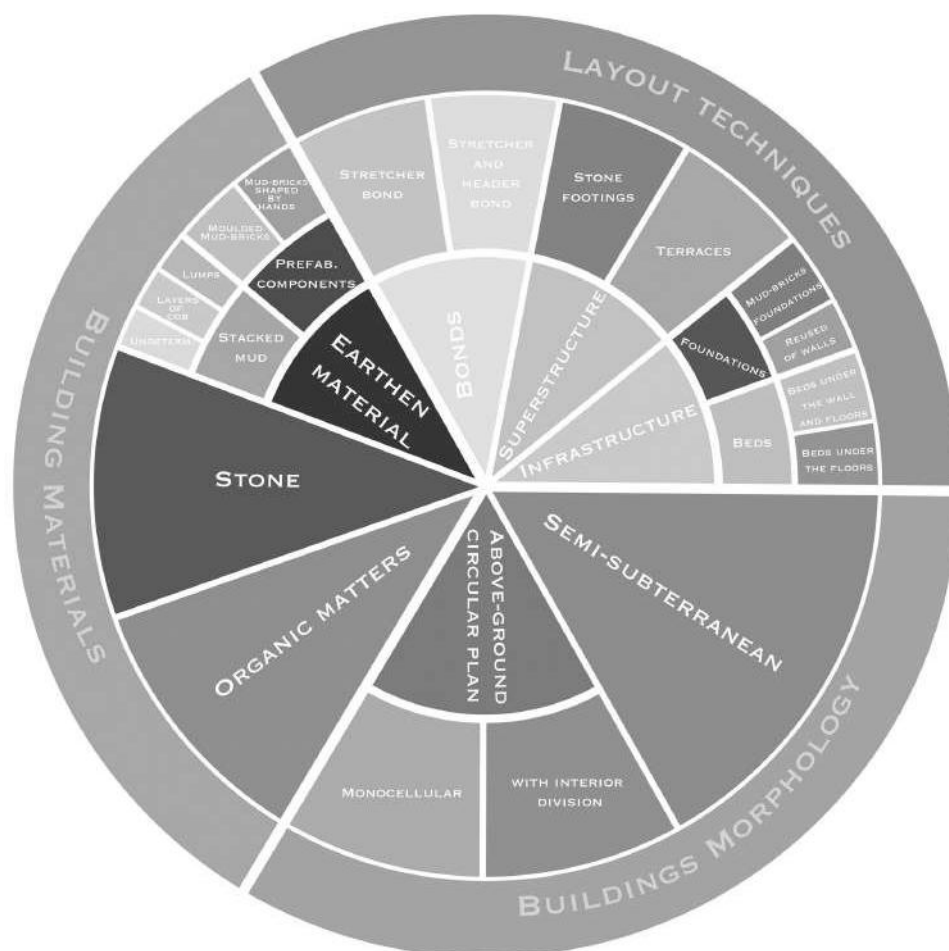 LAYOUT TECHNIQUES
STRETCHER
BOND
STRETCHER
AND
HEADER
BOND
STONE
FOOTINGS
TERRACES
MUD-BRICKS
FOUNDATIONS
REUSED
OF WALLS
BEDS UNDER
THE WALL
AND FLOORS
BEDS UNDER
THE FLOORS
FOUNDATIONS
BEDS
BONDS
SUPERSTRUCTURE
INFRASTRUCTURE
BUILDING MATERIALS
MUD-BRICKS
SHAPED
BY
HANDS
MOULDED
MUD-BRICKS
LUMPS
LAYERS
OF COB
UNDETERM.
PREFAB.
COMPONENTS
STACKED
MUD
EARTHEN
MATERIAL
STONE
ORGANIC MATTERS
BUILDINGS MORPHOLOGY
ABOVE-GROUND
CIRCULAR PLAN
SEMI-SUBTERRANEAN
MONOCELLULAR
WITH INTERIOR
DIVISION